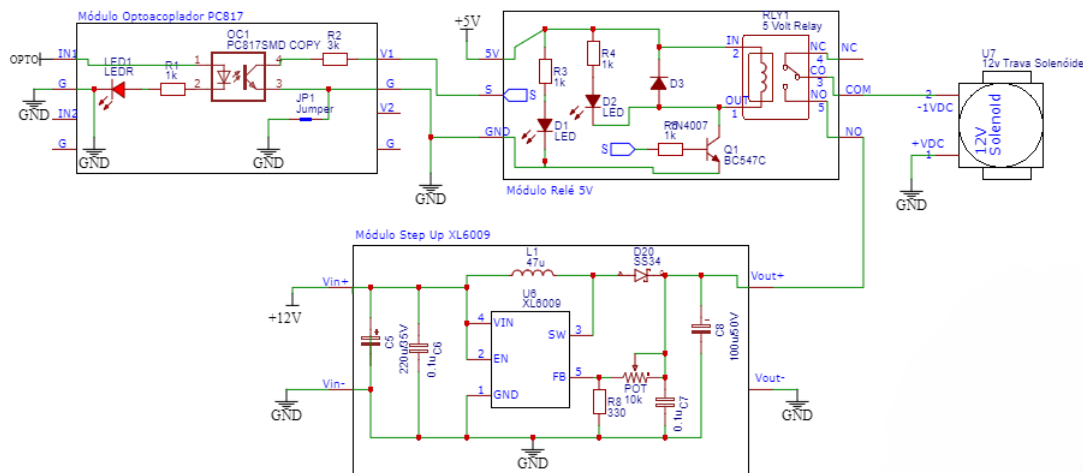 Módulo Optoacoplador PC817
OC1
PC817SMD COPY
R2
3k
OPTO
IN1
1
4
V1
LED1
LEDR
R1
1k
G
2
3
G
GND
JP1
Jumper
IN2
V2
G
GND
GND
G
GND
+5V
5V
S
S
GND
R3
1k
R4
1k
D1
LED
D2
LED
D3
1N4007
S
R6
1k
Q1
BC547C
RLY1
5 Volt Relay
IN
2
NC
4
CO
3
NO
5
OUT
1
NC
COM
NO
Módulo Relé 5V
U7
12v Trava Solenóide
2
-1VDC
+VDC
1
12V
Solenold
GND
Módulo Step Up XL6009
L1
47u
D20
SS34
Vin+
Vout+
+12V
U6
XL6009
4
VIN
SW
3
2
EN
FB
5
1
GND
C5
220u/35V
C6
0.1u
C8
100u/50V
POT
10k
R8
330
C7
0.1u
Vin-
Vout-
GND
GND
GND